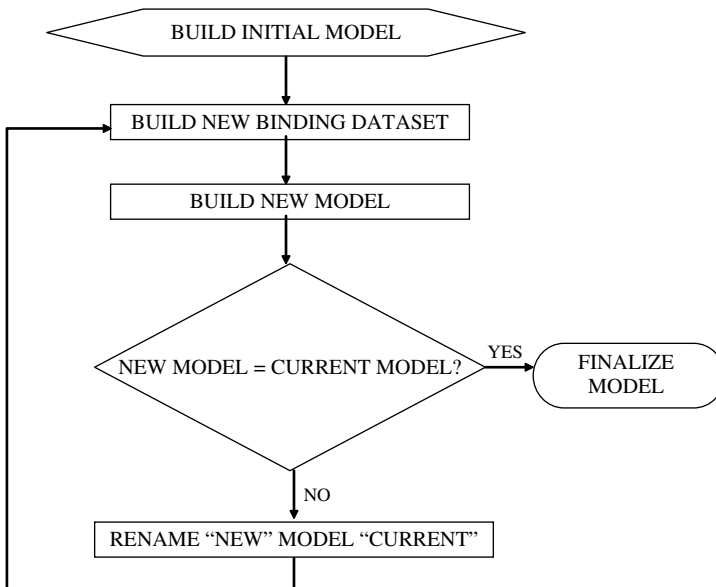 BUILD INITIAL MODEL
BUILD NEW BINDING DATASET
BUILD NEW MODEL
NEW MODEL = CURRENT MODEL?
YES
FINALIZE
MODEL
NO
RENAME “NEW” MODEL “CURRENT”